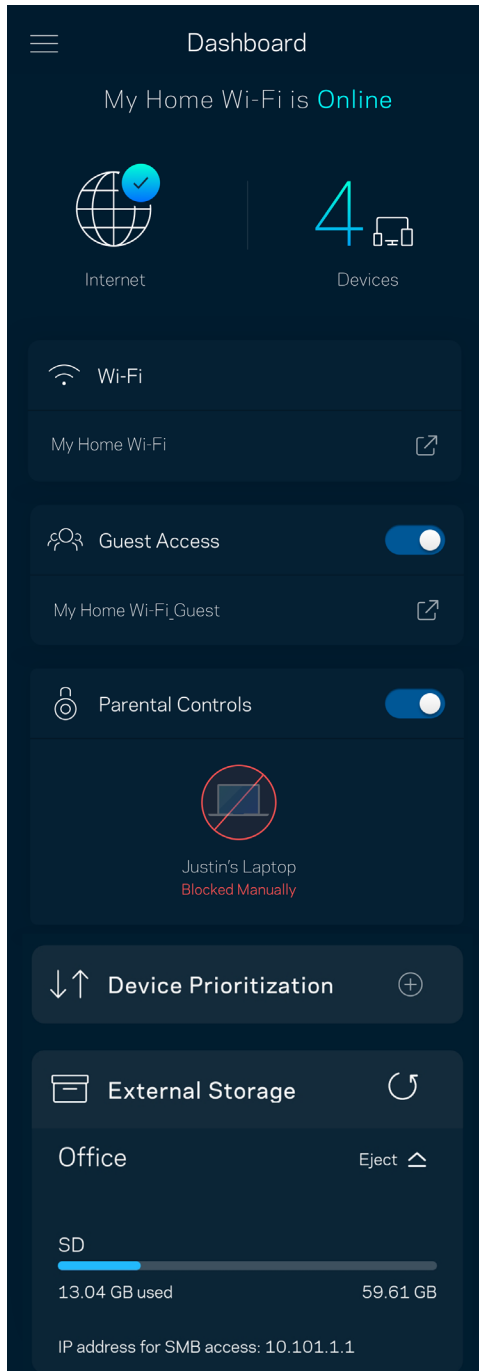 Dashboard
My Home Wi-Fi is Online
4
Internet
Devices
Wi-Fi
My Home Wi-Fi
Guest Access
My Home Wi-Fi_Guest
Parental Controls
Justin's Laptop
Blocked Manually
Device Prioritization
External Storage
Office
Eject
SD
13.04 GB used
59.61 GB
IP address for SMB access: 10.101.1.1